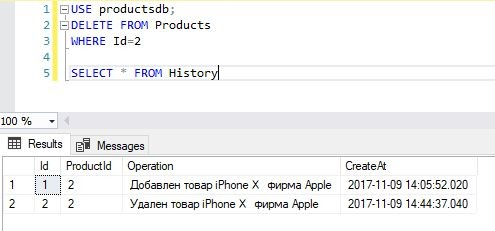 1 USE productsdb;
2 DELETE FROM Products
3 WHERE Id=2
4
5 SELECT * FROM History
100 %
Results Messages
Id ProductId Operation CreateAt
1 1 2 Добавлен товар iPhone X фирма Apple 2017-11-09 14:05:52.020
2 2 2 Удален товар iPhone X фирма Apple 2017-11-09 14:44:37.040